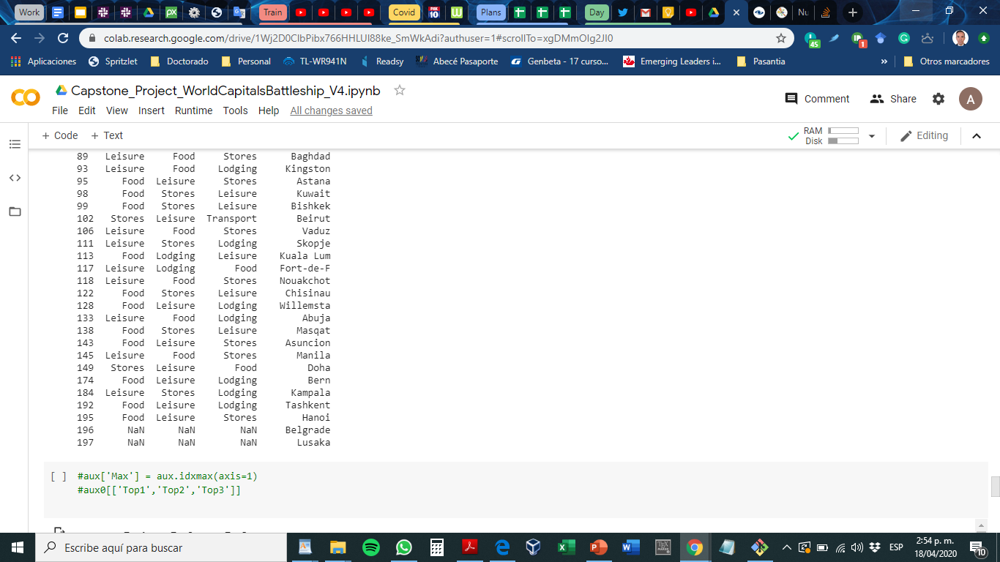 Work Train Covid FOX 10 Plans Day Nu
colab.research.google.com/drive/1Wj2D0CIbPibx766HHLUl88ke_SmWkAdi?authuser=1#scrollTo=xgDMmOIg2JI0 45 1
Aplicaciones Spritzlet Doctorado Personal TL-WR941N Readsy Abecé Pasaporte Genbeta - 17 curso... Emerging Leaders i... Pasantia » Otros marcadores
CO Capstone_Project_WorldCapitalsBattleship_V4.ipynb Comment Share A
File Edit View Insert Runtime Tools Help All changes saved
+ Code + Text RAM Disk Editing
89 Leisure Food Stores Baghdad
93 Leisure Food Lodging Kingston
95 Food Leisure Stores Astana
98 Food Stores Leisure Kuwait
99 Food Stores Leisure Bishkek
102 Stores Leisure Transport Beirut
106 Leisure Food Stores Vaduz
111 Leisure Stores Lodging Skopje
113 Food Lodging Leisure Kuala Lum
117 Leisure Lodging Food Fort-de-F
118 Leisure Food Stores Nouakchot
122 Food Stores Leisure Chisinau
128 Food Leisure Lodging Willemsta
133 Leisure Food Lodging Abuja
138 Food Stores Leisure Masqat
143 Food Leisure Stores Asuncion
145 Leisure Food Stores Manila
149 Stores Leisure Food Doha
174 Food Leisure Lodging Bern
184 Leisure Stores Lodging Kampala
192 Food Leisure Lodging Tashkent
195 Food Leisure Stores Hanoi
196 NaN NaN NaN Belgrade
197 NaN NaN NaN Lusaka
[ ] #aux['Max'] = aux.idxmax(axis=1)
#aux0[['Top1','Top2','Top3']]
Escribe aquí para buscar ESP 2:54 p. m.
18/04/2020 10